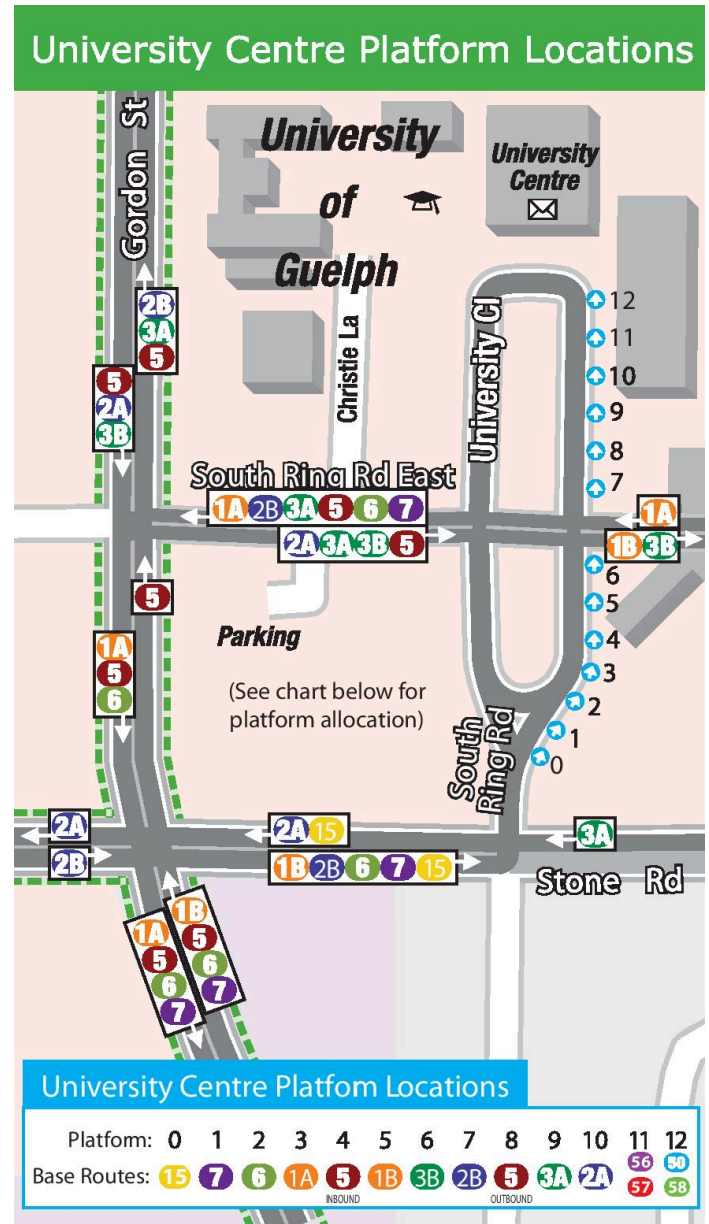 University Centre Platform Locations
Gordon St
University
of
Guelph
University
Centre
2B
3A
5
5
2A
3B
Christie La
University Cl
12
11
10
9
8
7
South Ring Rd East
1A 2B 3A 5 6 7
2A 3A 3B 5
1A
1B 3B
6
5
4
3
2
1
0
5
1A
5
6
Parking
(See chart below for
platform allocation)
South
Ring Rd
2A
2B
2A 15
1B 2B 6 7 15
3A
Stone Rd
1A
5
6
7
1B
5
6
7
University Centre Platfom Locations
Platform: 0 1 2 3 4 5 6 7 8 9 10 11 12
Base Routes: 15 7 6 1A 5 1B 3B 2B 5 3A 2A 56 50
57 58
INBOUND OUTBOUND